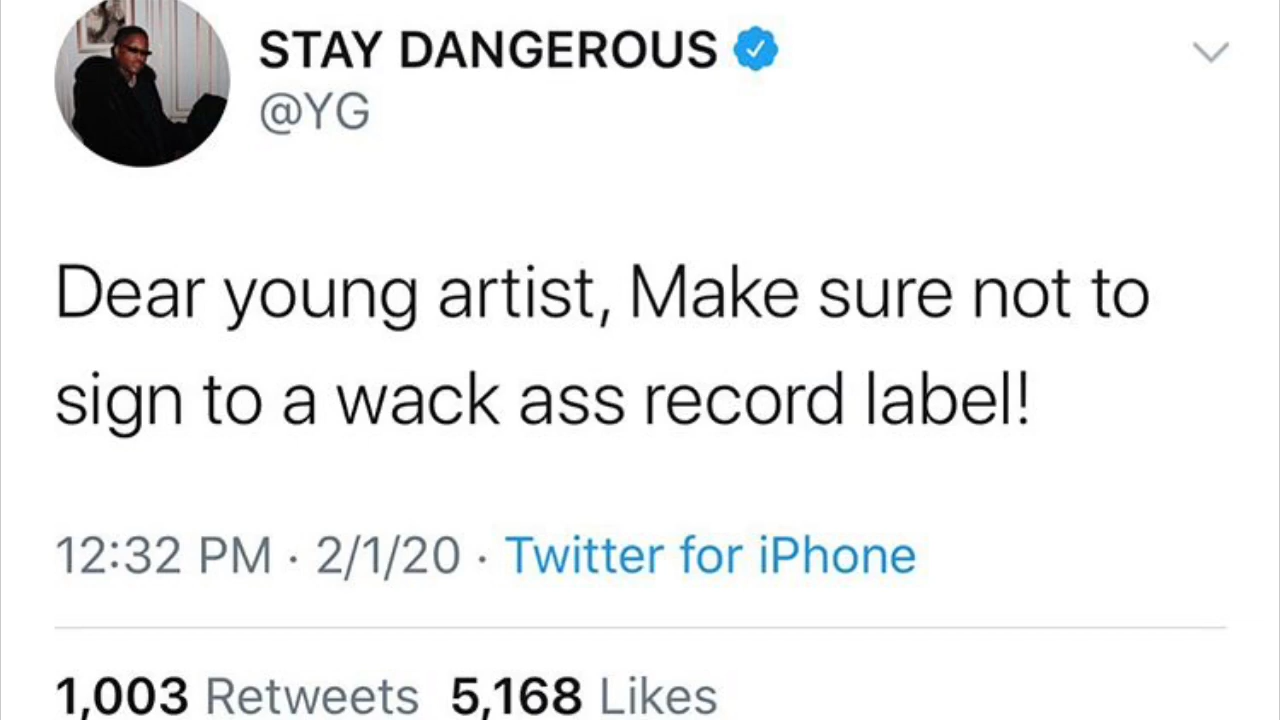 STAY DANGEROUS
@YG
Dear young artist, Make sure not to
sign to a wack ass record label!
12:32 PM · 2/1/20 · Twitter for iPhone
1,003 Retweets 5,168 Likes